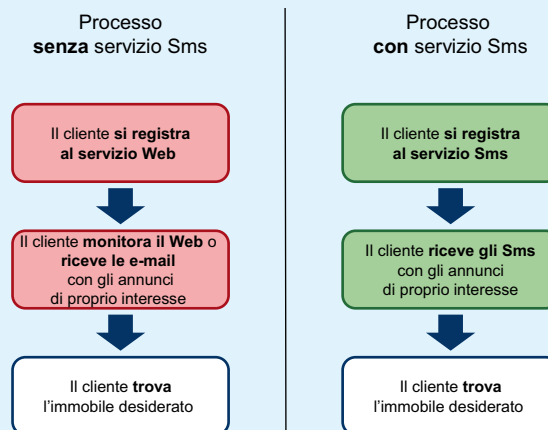 Processo
senza servizio Sms
Il cliente si registra
al servizio Web
Il cliente monitora il Web o
riceve le e-mail
con gli annunci
di proprio interesse
Il cliente trova
l'immobile desiderato
Processo
con servizio Sms
Il cliente si registra
al servizio Sms
Il cliente riceve gli Sms
con gli annunci
di proprio interesse
Il cliente trova
l'immobile desiderato